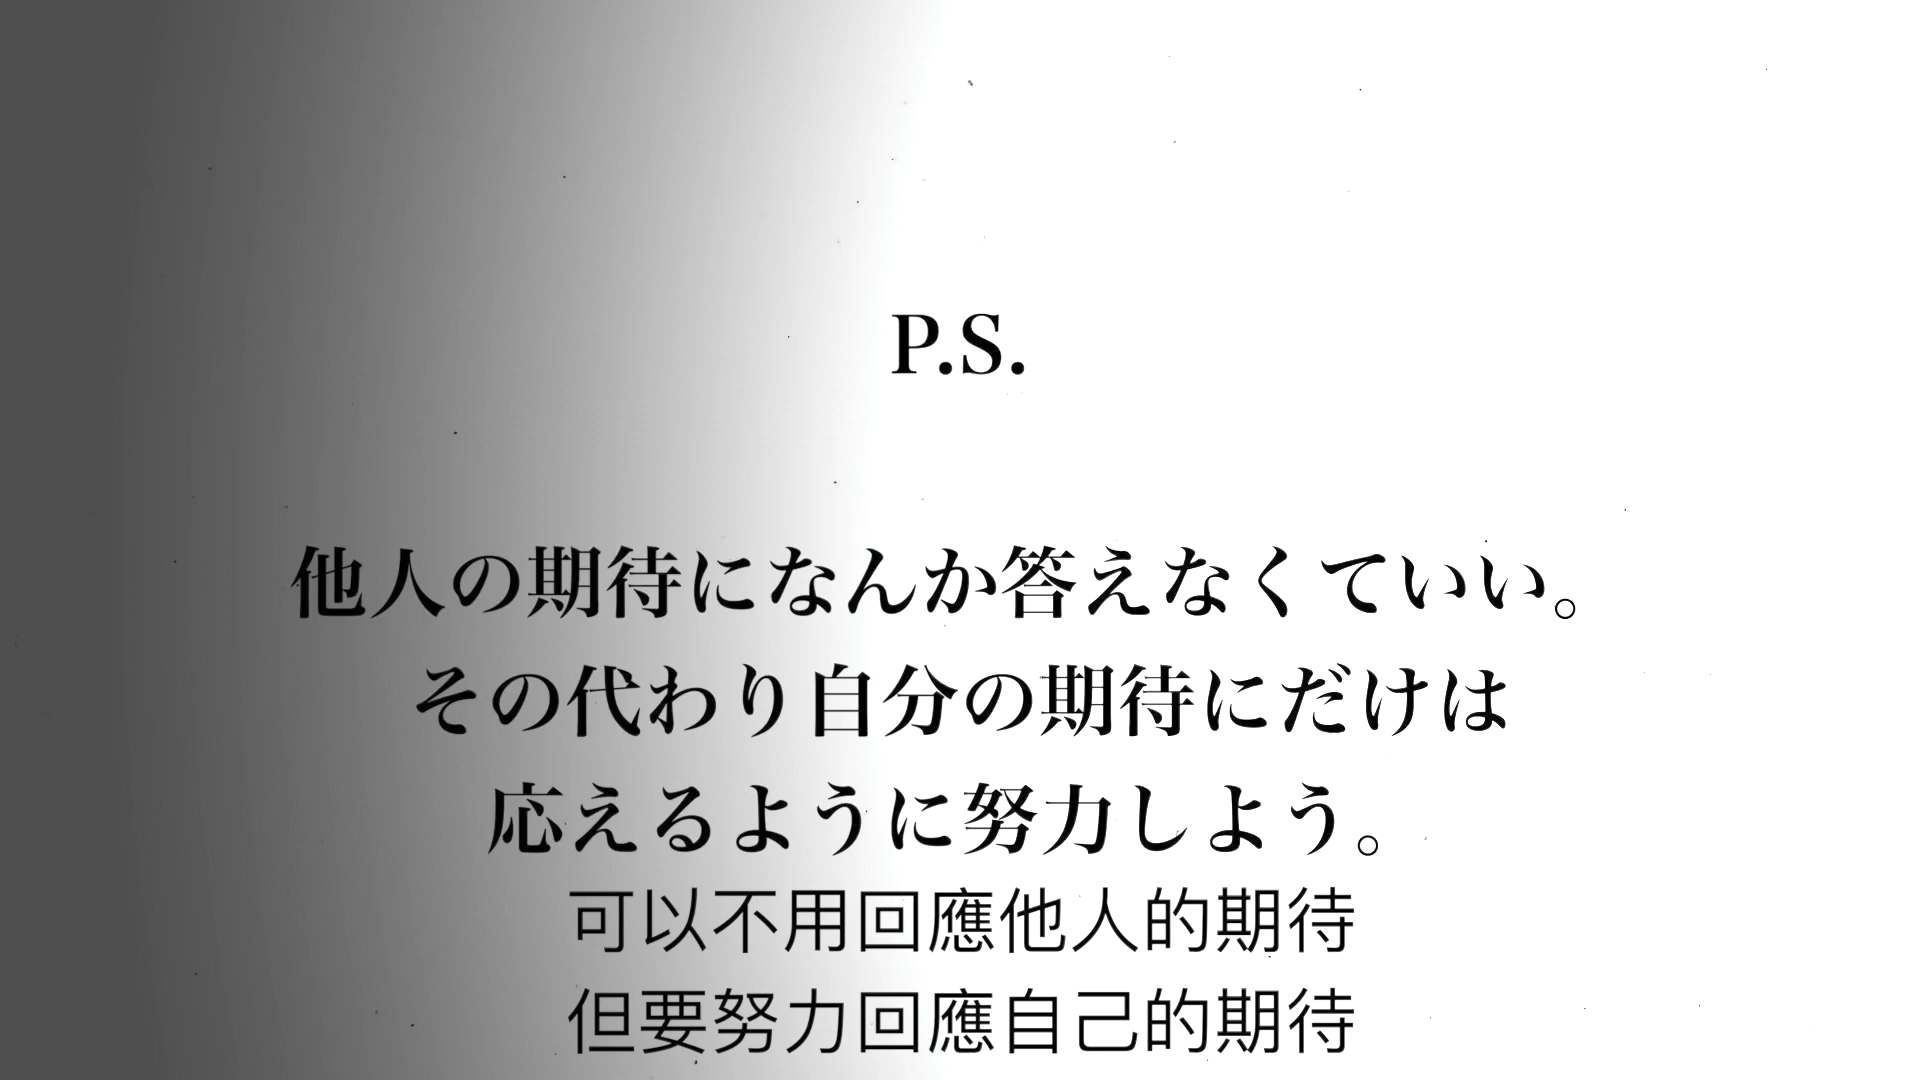 P.S.
他人の期待になんか答えなくていい。
その代わり自分の期待にだけは
応えるように努力しよう。
可以不用回應他人的期待
但要努力回應自己的期待